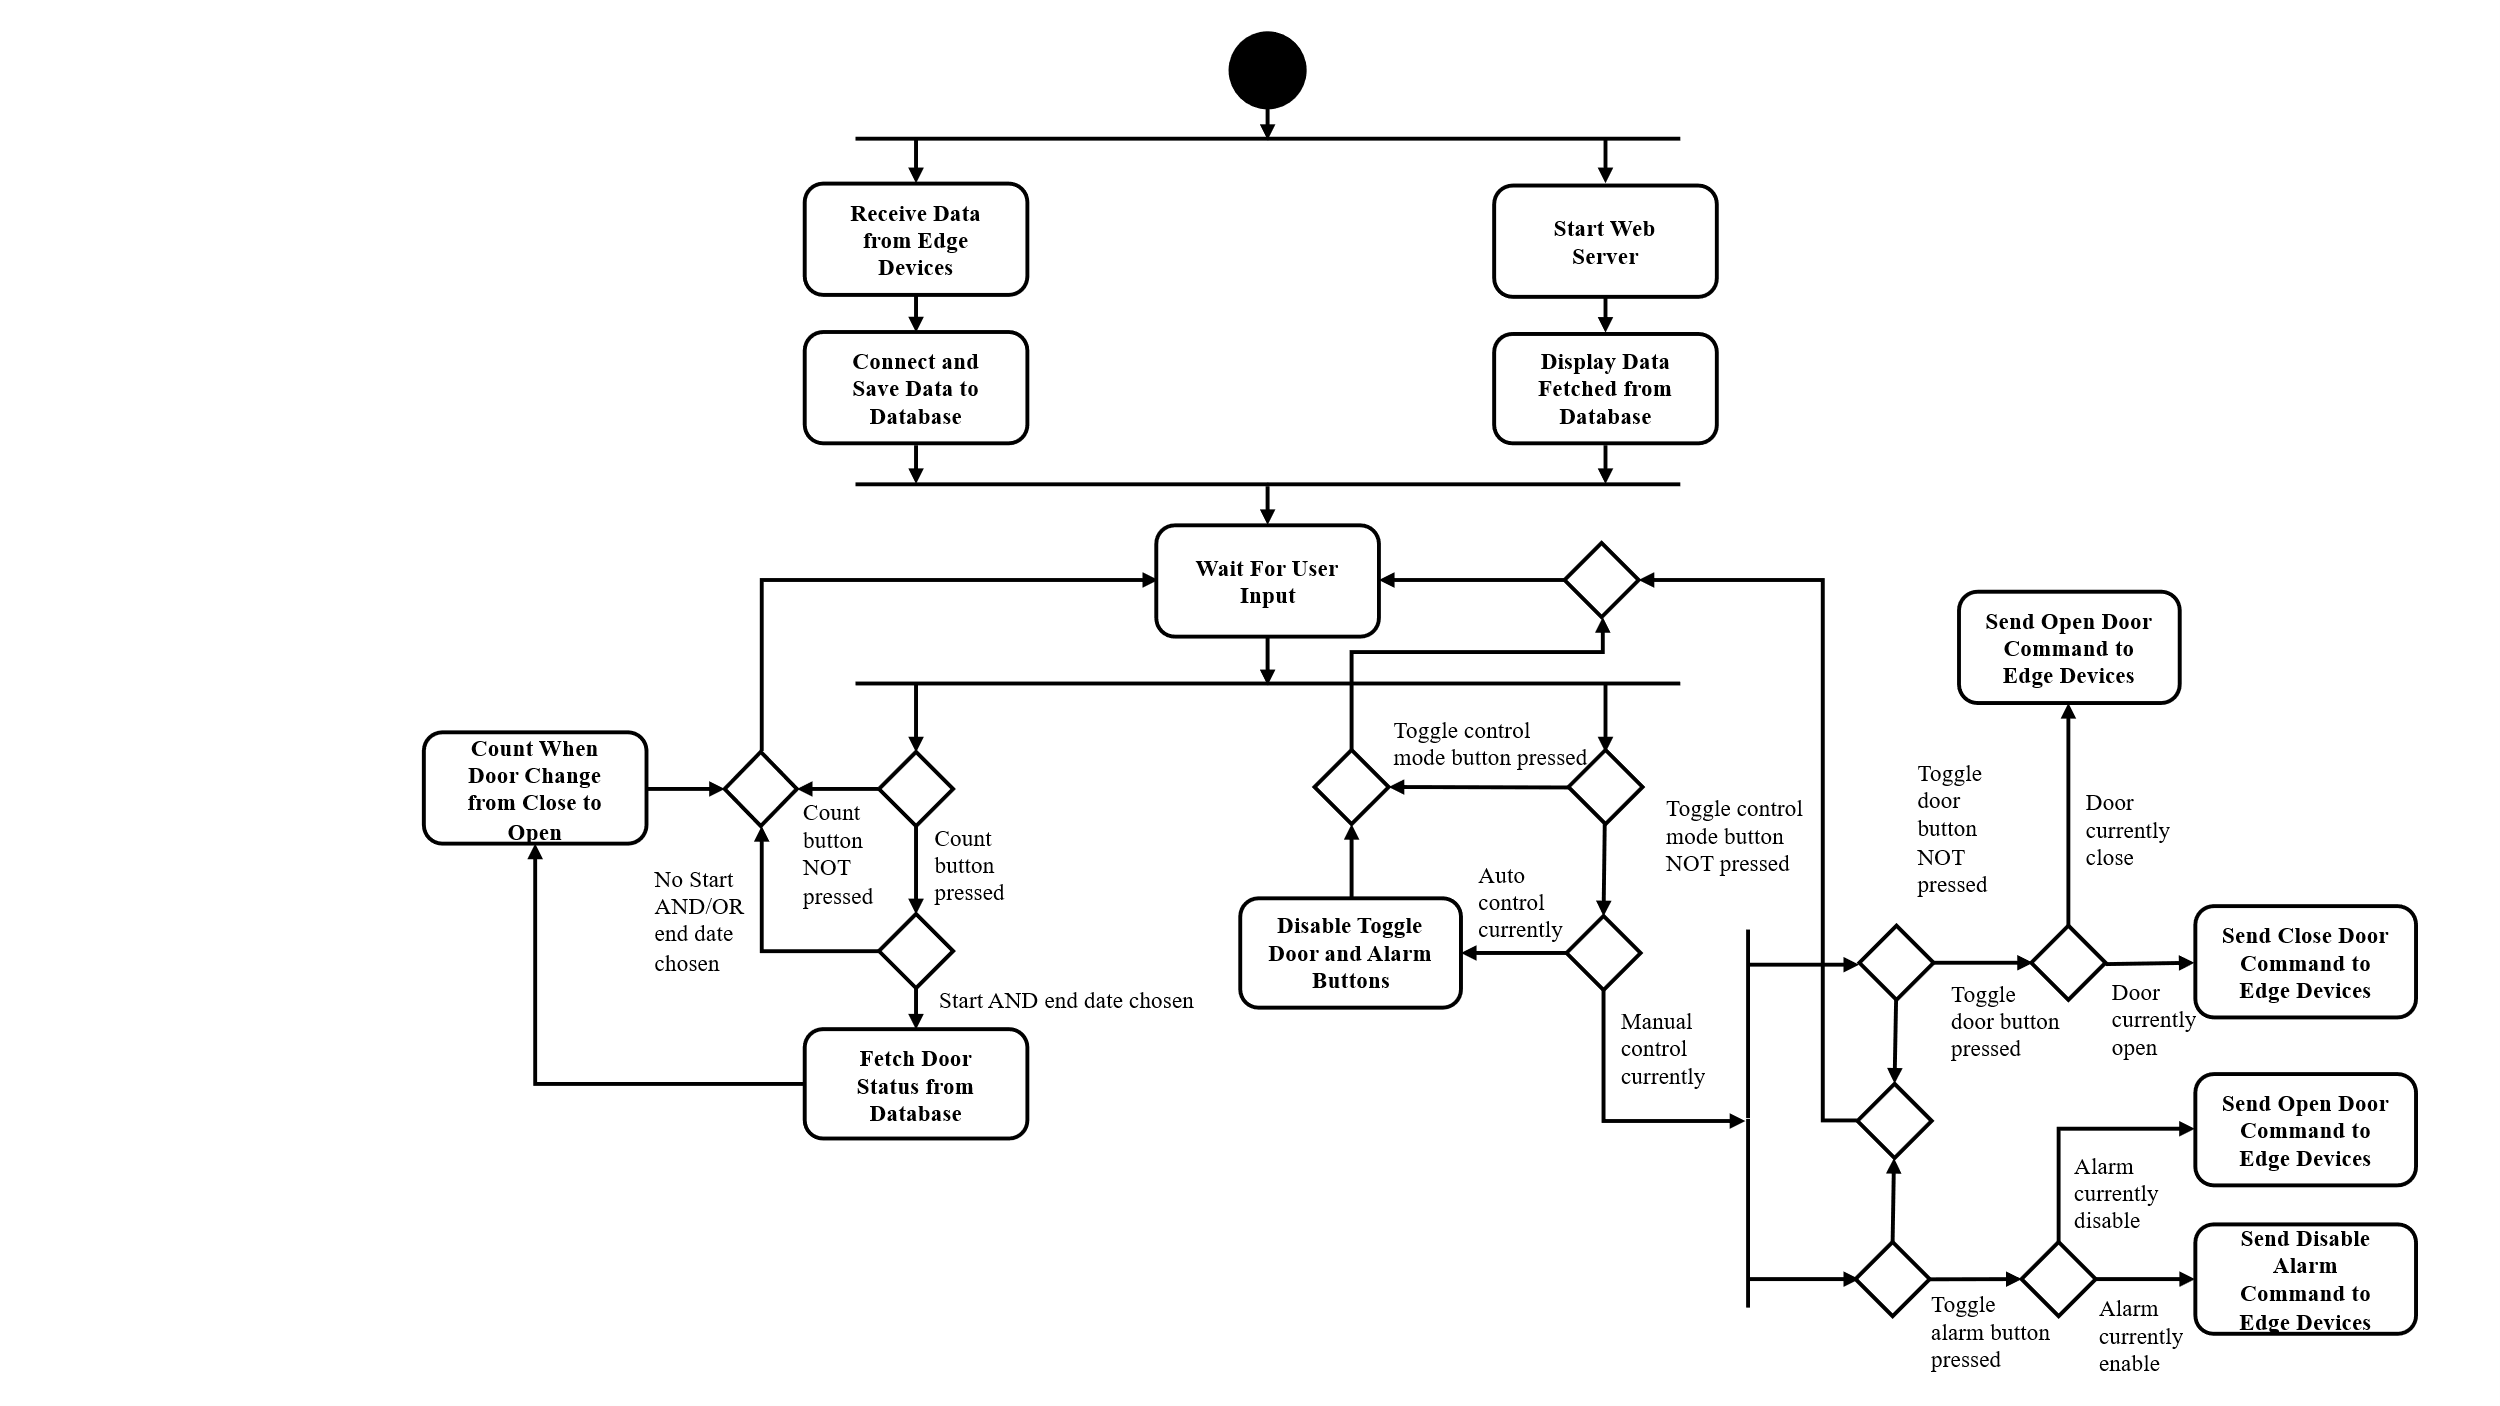 Receive Data
from Edge
Devices
Start Web
Server
Connect and
Save Data to
Database
Display Data
Fetched from
Database
Wait For User
Input
Send Open Door
Command to
Edge Devices
Count When
Door Change
from Close to
Open
Toggle control
mode button pressed
Count
button
NOT
pressed
Count
button
pressed
Toggle control
mode button
NOT pressed
Toggle
door
button
NOT
pressed
Door
currently
close
No Start
AND/OR
end date
chosen
Auto
control
currently
Disable Toggle
Door and Alarm
Buttons
Send Close Door
Command to
Edge Devices
Start AND end date chosen
Manual
control
currently
Toggle
door button
pressed
Door
currently
open
Fetch Door
Status from
Database
Send Open Door
Command to
Edge Devices
Alarm
currently
disable
Send Disable
Alarm
Command to
Edge Devices
Toggle
alarm button
pressed
Alarm
currently
enable